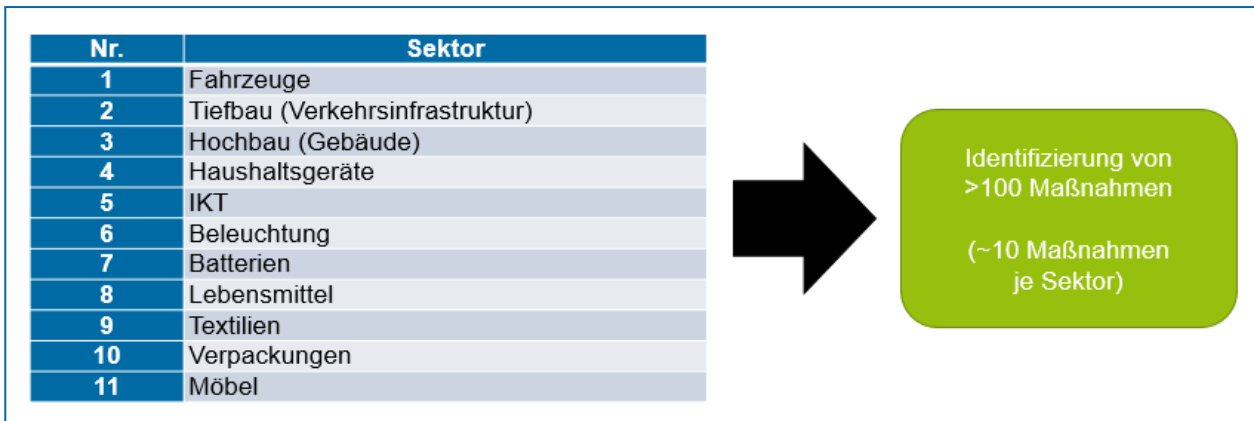 Nr. Sektor
1 Fahrzeuge
2 Tiefbau (Verkehrsinfrastruktur)
3 Hochbau (Gebäude)
4 Haushaltsgeräte
5 IKT
6 Beleuchtung
7 Batterien
8 Lebensmittel
9 Textilien
10 Verpackungen
11 Möbel
Identifizierung von
>100 Maßnahmen
(~10 Maßnahmen
je Sektor)